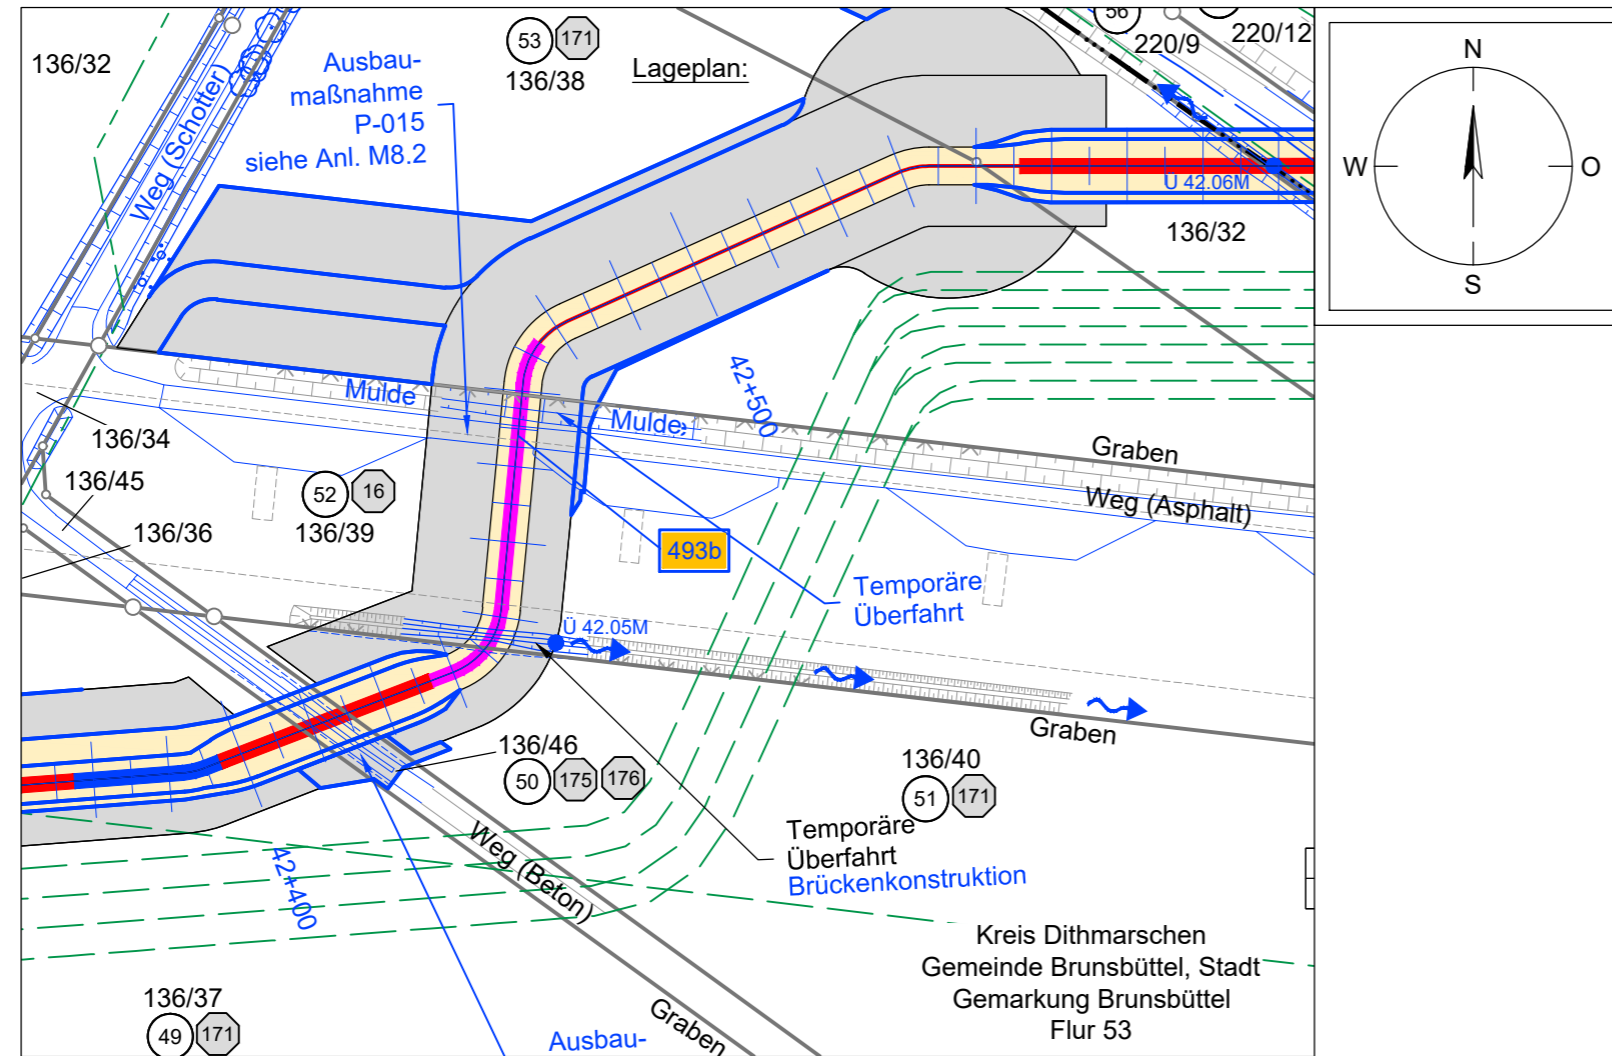 56
220/9
220/12
136/32
53
171
136/38
Lageplan:
Ausbau-
maßnahme
P-015
siehe Anl. M8.2
Weg (Schotter)
N
W
O
S
Ü 42.06M
136/32
Mulde
Mulde
42+500
Graben
Weg (Asphalt)
136/34
136/45
136/36
52
16
136/39
493b
Temporäre
Überfahrt
Ü 42.05M
Graben
136/46
50
175
176
136/40
51
171
Temporäre
Überfahrt
Brückenkonstruktion
Weg (Beton)
42+400
Kreis Dithmarschen
Gemeinde Brunsbüttel, Stadt
Gemarkung Brunsbüttel
Flur 53
136/37
49
171
Graben
Ausbau-